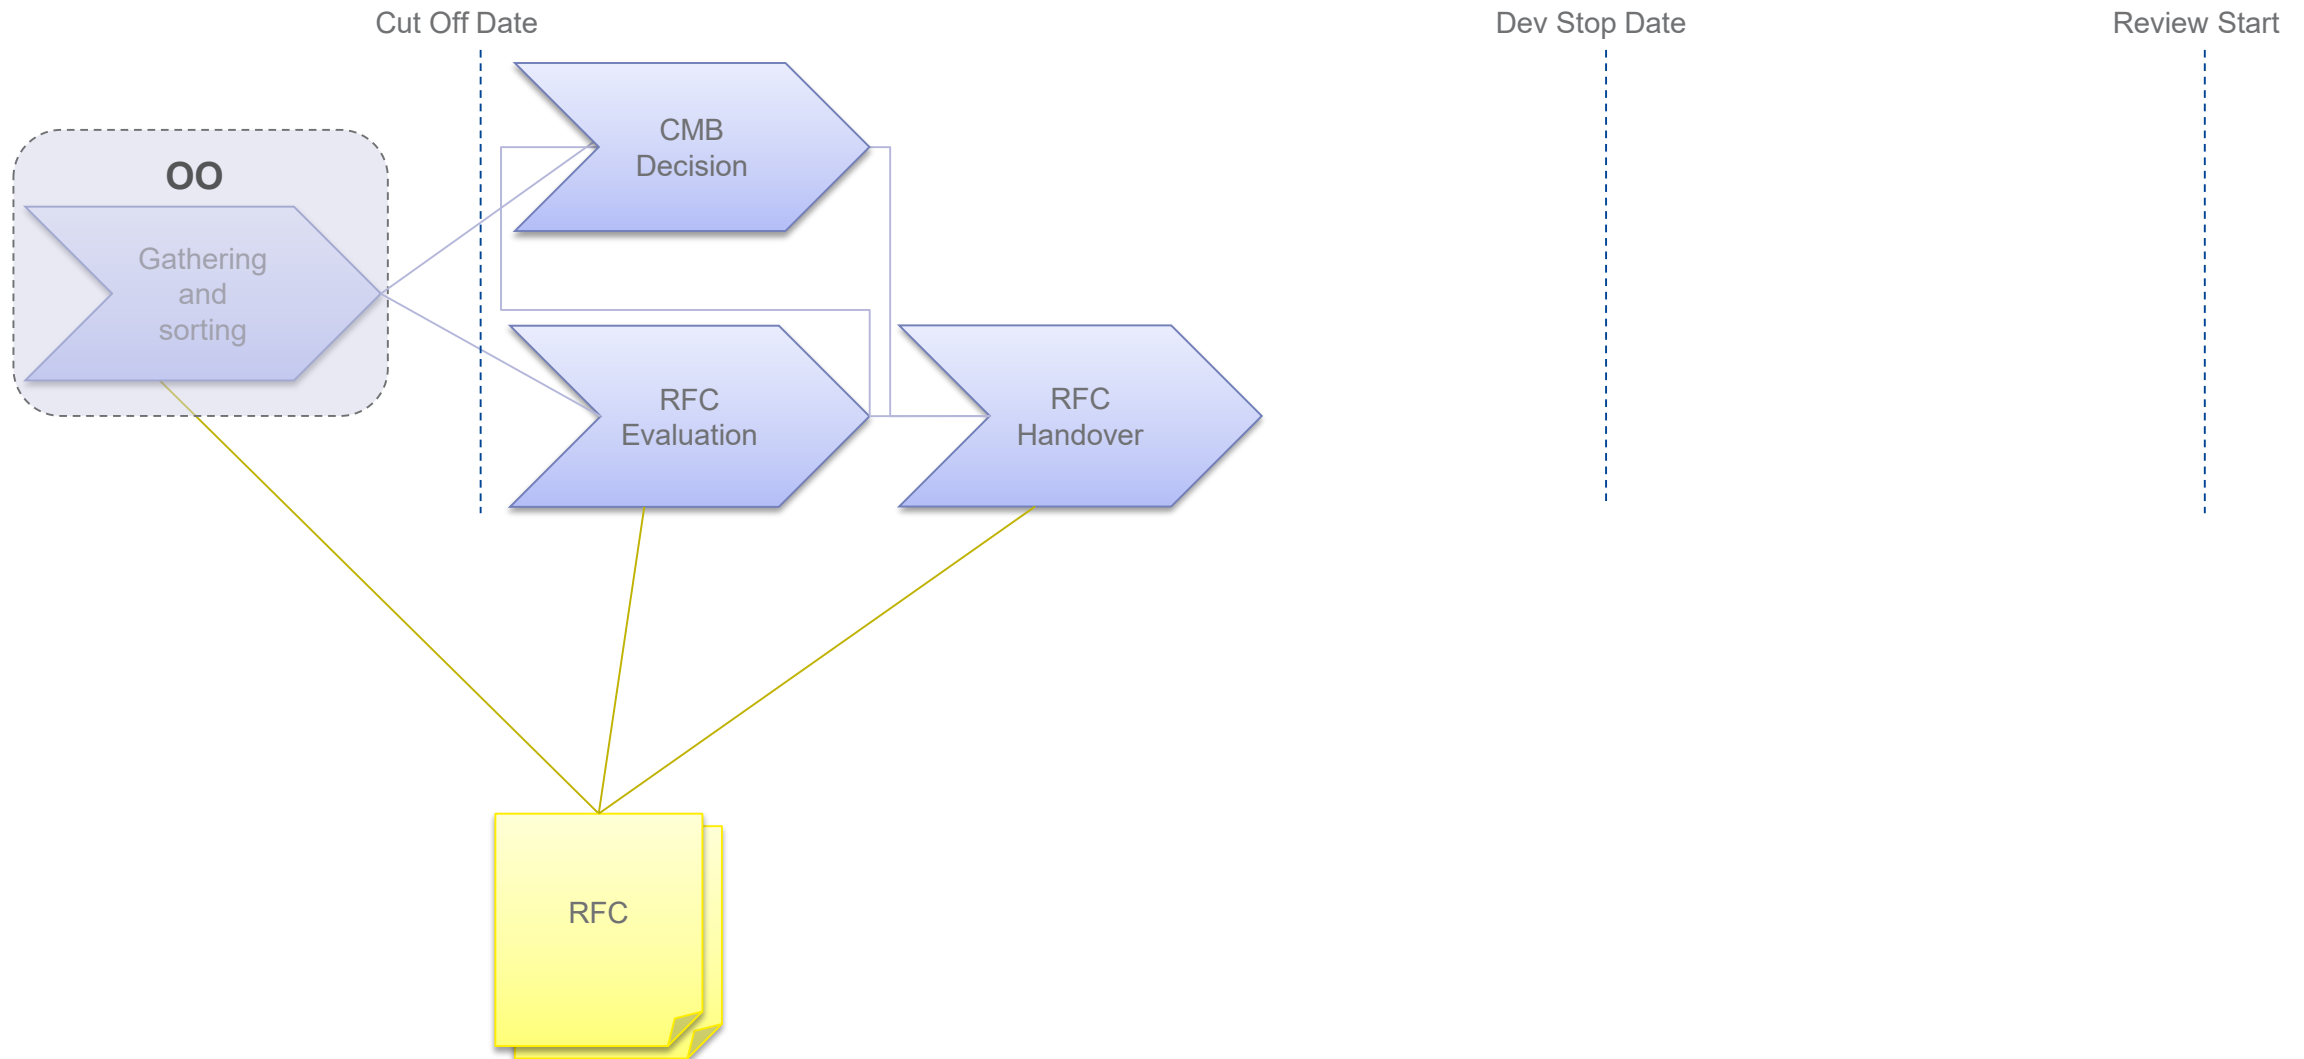 Cut Off Date
Dev Stop Date
Review Start
OO
Gathering
and
sorting
CMB
Decision
RFC
Evaluation
RFC
Handover
RFC